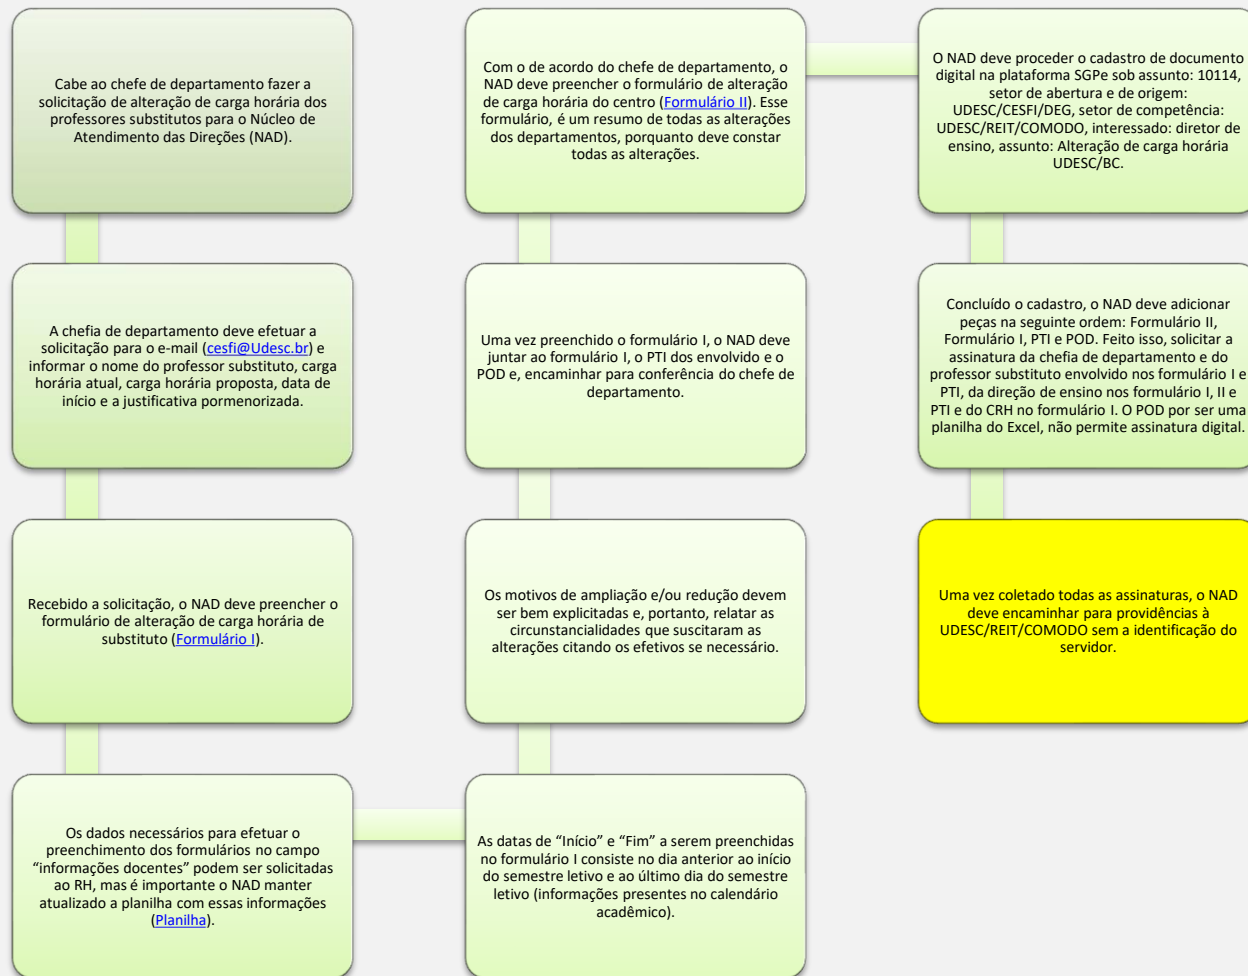 Cabe ao chefe de departamento fazer a
solicitação de alteração de carga horária dos
professores substitutos para o Núcleo de
Atendimento das Direções (NAD).
A chefia de departamento deve efetuar a
solicitação para o e-mail (cesfi@Udesc.br) e
informar o nome do professor substituto, carga
horária atual, carga horária proposta, data de
início e a justificativa pormenorizada.
Recebido a solicitação, o NAD deve preencher o
formulário de alteração de carga horária de
substituto (Formulário I).
Os dados necessários para efetuar o
preenchimento dos formulários no campo
“informações docentes” podem ser solicitadas
ao RH, mas é importante o NAD manter
atualizado a planilha com essas informações
(Planilha).
As datas de “Início” e “Fim” a serem preenchidas
no formulário I consiste no dia anterior ao início
do semestre letivo e ao último dia do semestre
letivo (informações presentes no calendário
acadêmico).
Os motivos de ampliação e/ou redução devem
ser bem explicitadas e, portanto, relatar as
circunstancialidades que suscitaram as
alterações citando os efetivos se necessário.
Uma vez preenchido o formulário I, o NAD deve
juntar ao formulário I, o PTI dos envolvido e o
POD e, encaminhar para conferência do chefe de
departamento.
Com o de acordo do chefe de departamento, o
NAD deve preencher o formulário de alteração
de carga horária do centro (Formulário II). Esse
formulário, é um resumo de todas as alterações
dos departamentos, porquanto deve constar
todas as alterações.
O NAD deve proceder o cadastro de documento
digital na plataforma SGPe sob assunto: 10114,
setor de abertura e de origem:
UDESC/CESFI/DEG, setor de competência:
UDESC/REIT/COMODO, interessado: diretor de
ensino, assunto: Alteração de carga horária
UDESC/BC.
Concluído o cadastro, o NAD deve adicionar
peças na seguinte ordem: Formulário II,
Formulário I, PTI e POD. Feito isso, solicitar a
assinatura da chefia de departamento e do
professor substituto envolvido nos formulário I e
PTI, da direção de ensino nos formulário I, II e
PTI e do CRH no formulário I. O POD por ser uma
planilha do Excel, não permite assinatura digital.
Uma vez coletado todas as assinaturas, o NAD
deve encaminhar para providências à
UDESC/REIT/COMODO sem a identificação do
servidor.